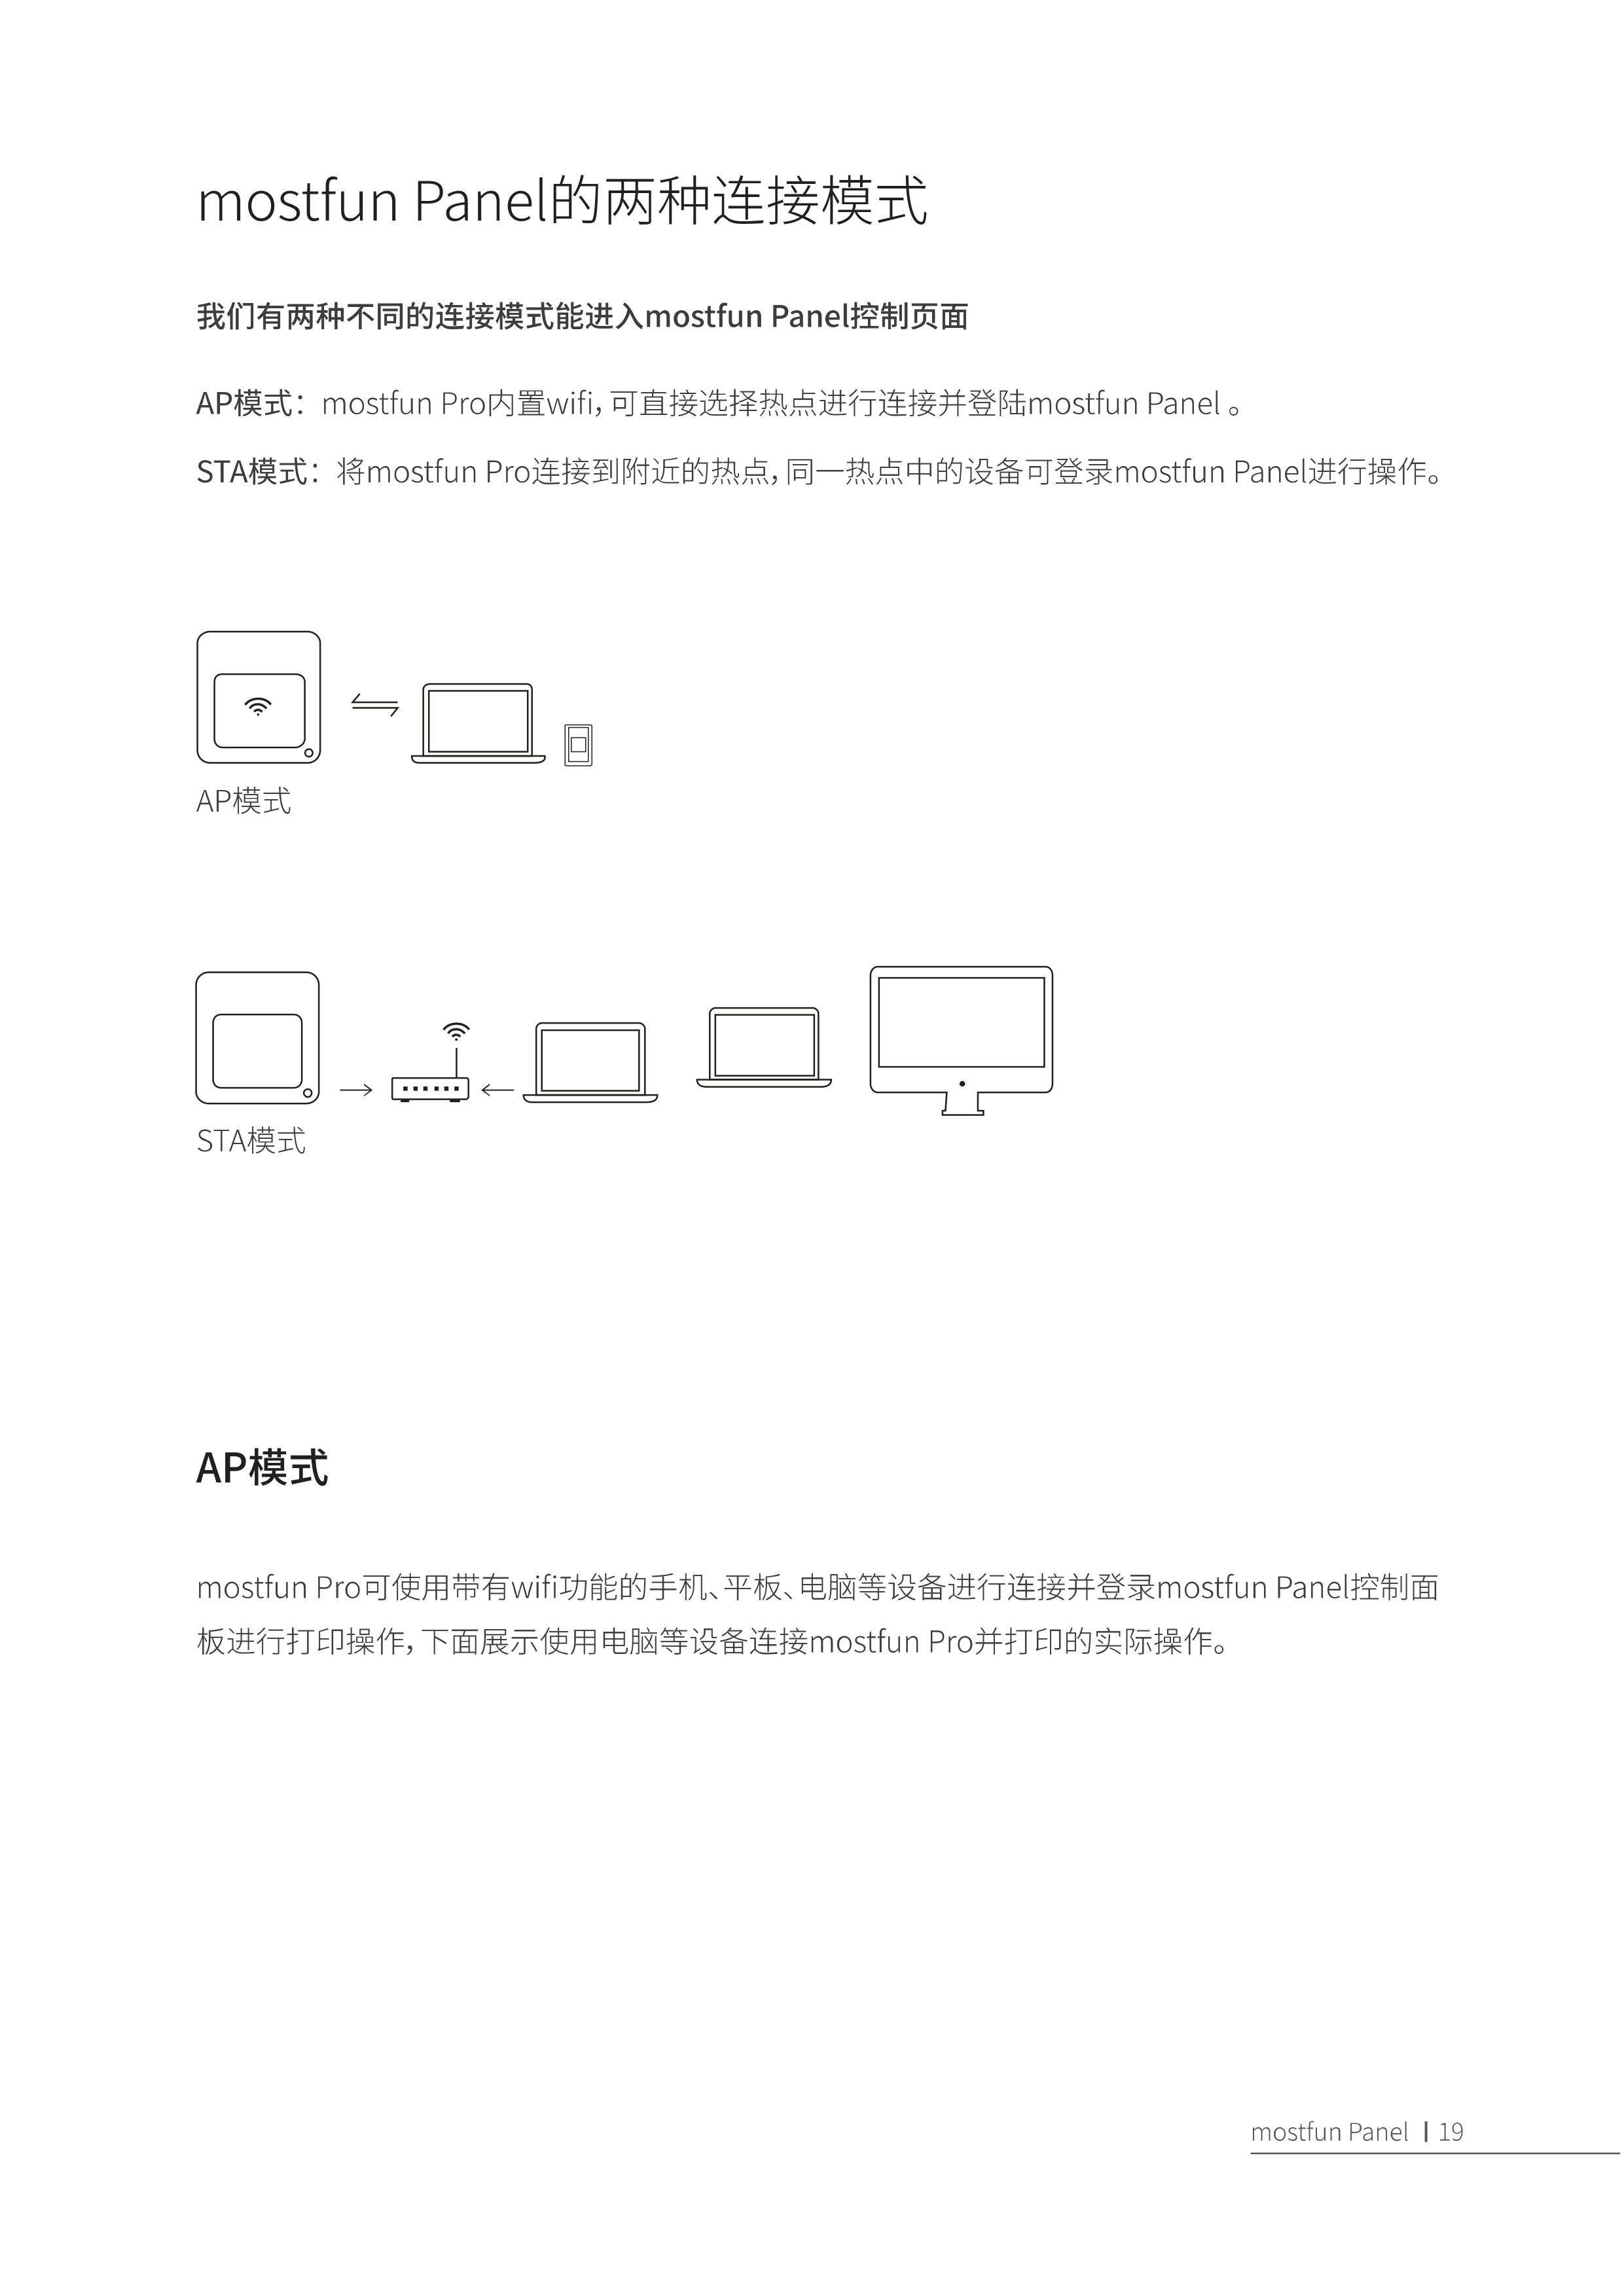 mostfun Panel的两种连接模式
我们有两种不同的连接模式能进入mostfun Panel控制页面
AP模式：mostfun Pro内置wifi，可直接选择热点进行连接并登陆mostfun Panel 。
STA模式：将mostfun Pro连接到附近的热点，同一热点中的设备可登录mostfun Panel进行操作。
AP模式
STA模式
AP模式
mostfun Pro可使用带有wifi功能的手机、平板、电脑等设备进行连接并登录mostfun Panel控制面
板进行打印操作，下面展示使用电脑等设备连接mostfun Pro并打印的实际操作。
mostfun Panel | 19